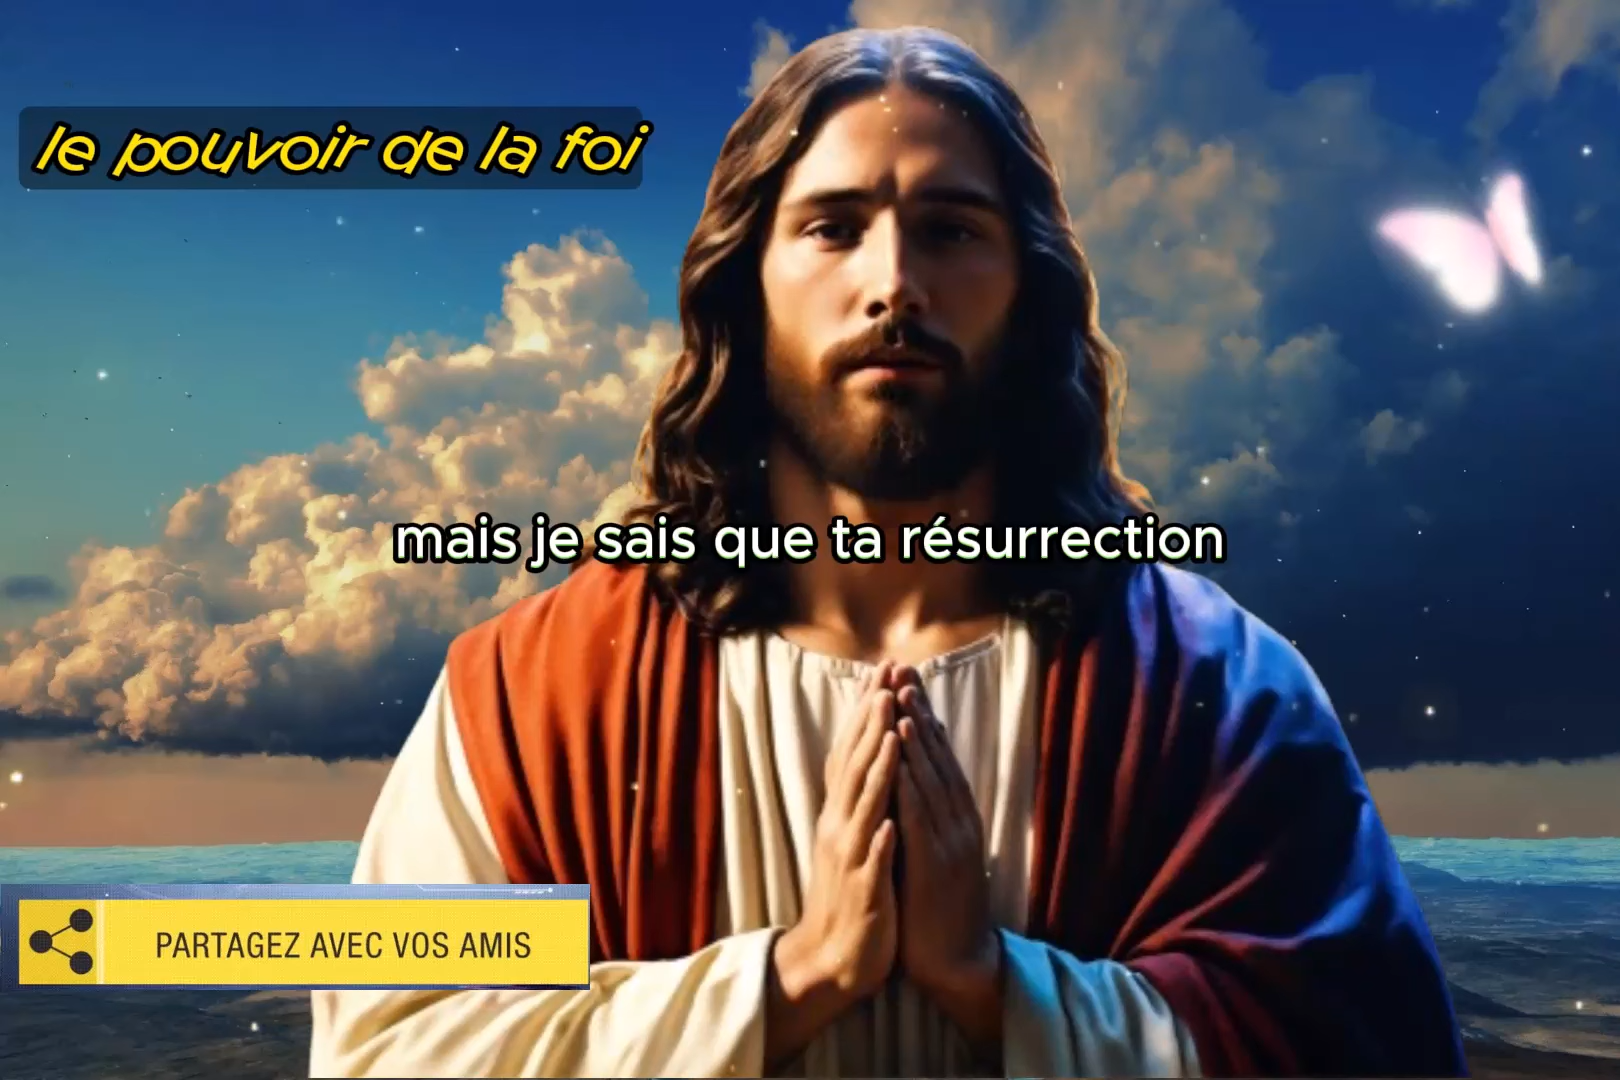 le pouvoir de la foi
mais je sais que ta résurrection
PARTAGEZ AVEC VOS AMIS